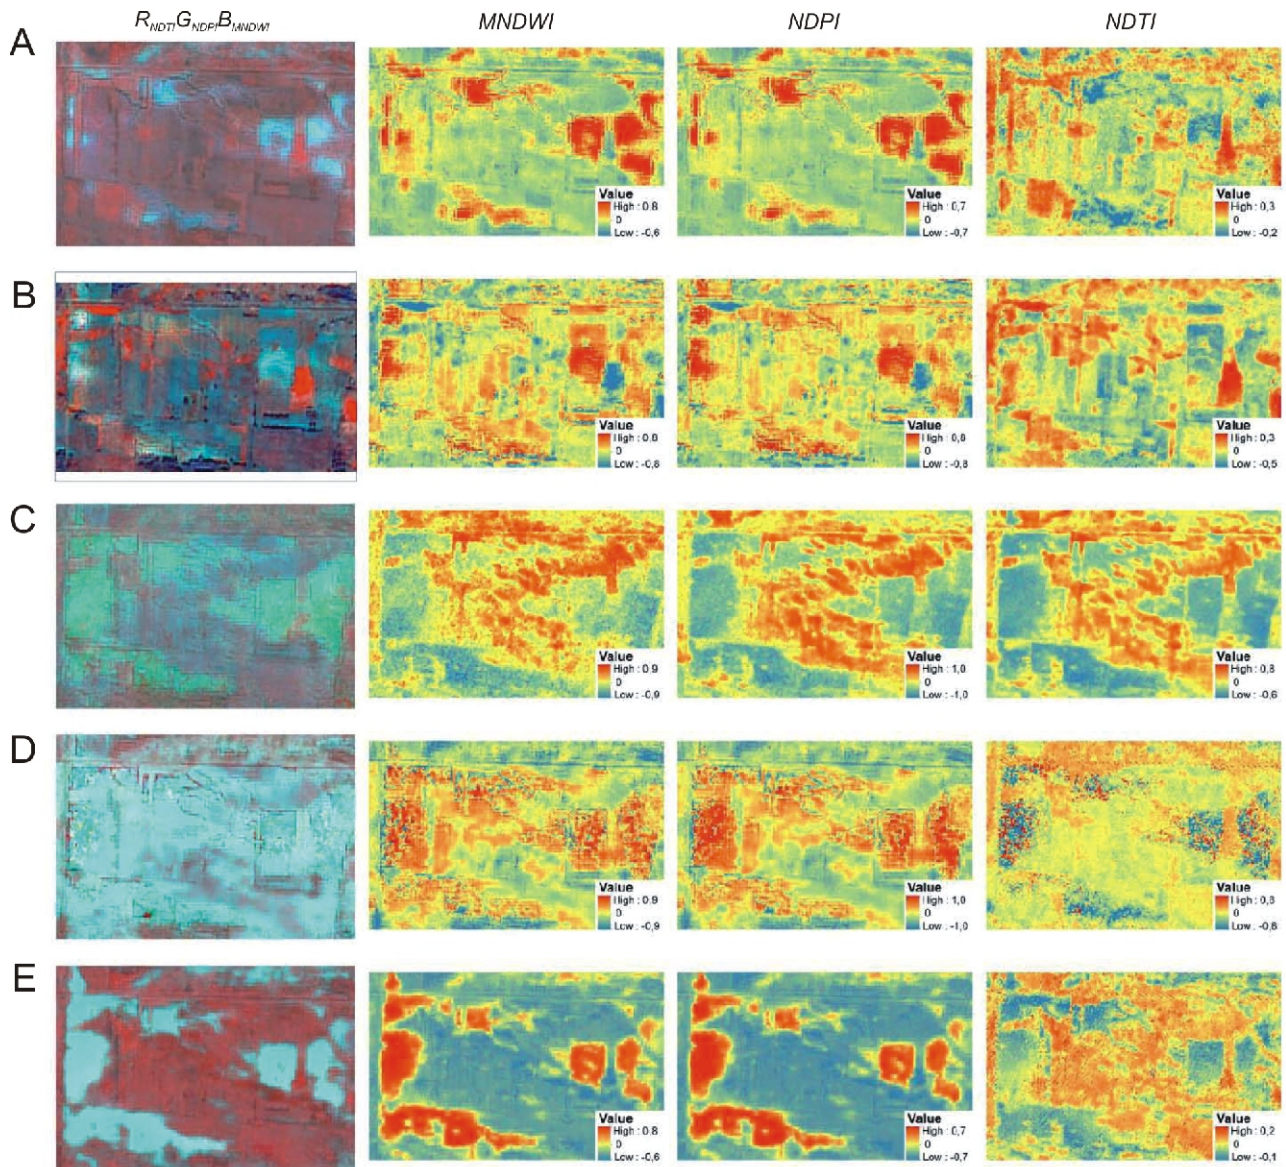 R_NDTI G_NDPI B_MNDWI
MNDWI
NDPI
NDTI
A
Value
High : 0,8
0
Low : -0,6
Value
High : 0,7
0
Low : -0,7
Value
High : 0,3
0
Low : -0,2
B
Value
High : 0,8
0
Low : -0,8
Value
High : 0,8
0
Low : -0,8
Value
High : 0,3
0
Low : -0,5
C
Value
High : 0,9
0
Low : -0,9
Value
High : 1,0
0
Low : -1,0
Value
High : 0,8
0
Low : -0,6
D
Value
High : 0,9
0
Low : -0,9
Value
High : 1,0
0
Low : -1,0
Value
High :
0
Low :
E
Value
High : 0,8
0
Low : -0,6
Value
High : 0,7
0
Low : -0,7
Value
High : 0,2
0
Low : -0,1